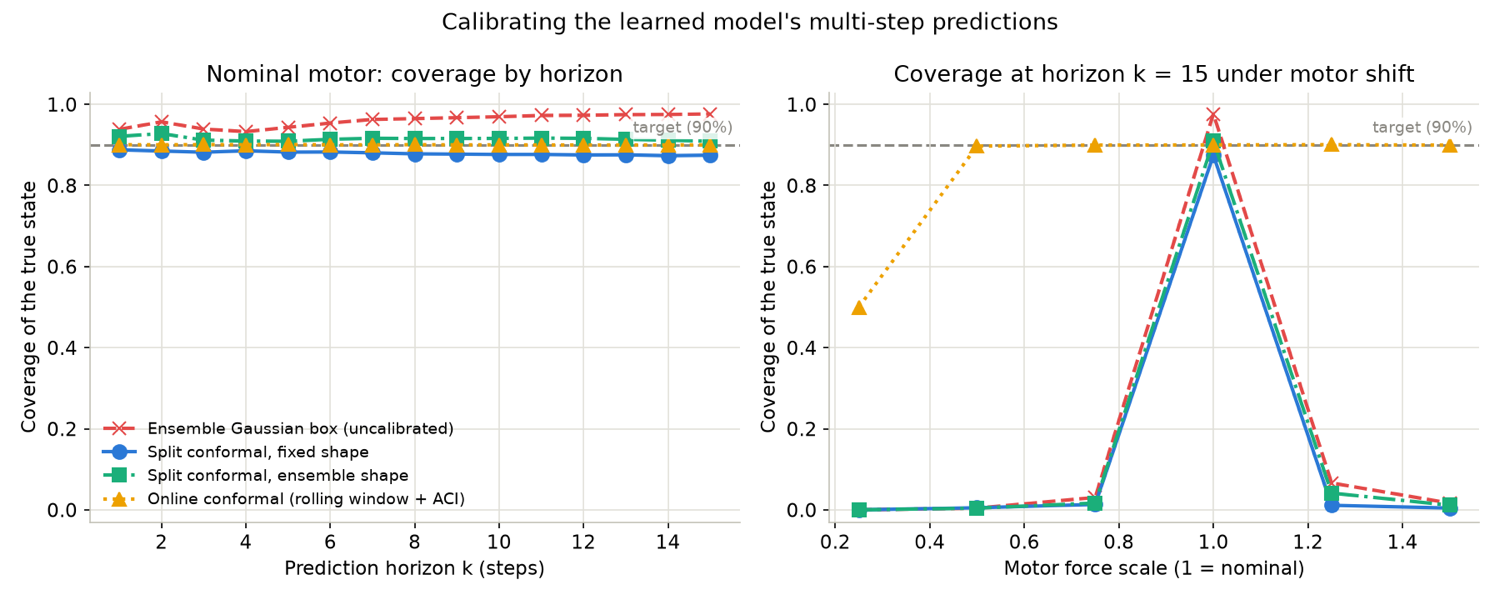 Calibrating the learned model's multi-step predictions
Nominal motor: coverage by horizon
1.0
0.8
0.6
0.4
0.2
0.0
Coverage of the true state
target (90%)
Ensemble Gaussian box (uncalibrated)
Split conformal, fixed shape
Split conformal, ensemble shape
Online conformal (rolling window + ACI)
2 4 6 8 10 12 14
Prediction horizon k (steps)
Coverage at horizon k = 15 under motor shift
1.0
0.8
0.6
0.4
0.2
0.0
Coverage of the true state
target (90%)
0.2 0.4 0.6 0.8 1.0 1.2 1.4
Motor force scale (1 = nominal)